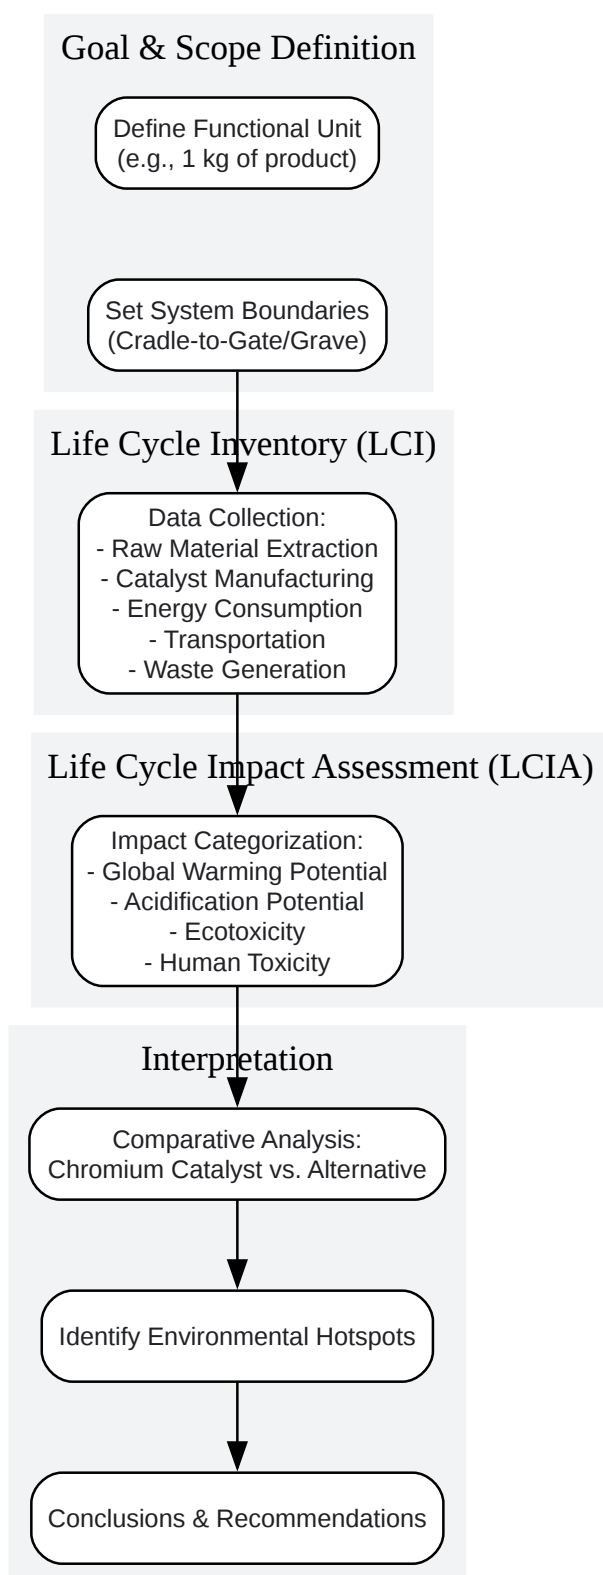 Goal & Scope Definition
Define Functional Unit
(e.g., 1 kg of product)
Set System Boundaries
(Cradle-to-Gate/Grave)
Life Cycle Inventory (LCI)
Data Collection:
- Raw Material Extraction
- Catalyst Manufacturing
- Energy Consumption
- Transportation
- Waste Generation
Life Cycle Impact Assessment (LCIA)
Impact Categorization:
- Global Warming Potential
- Acidification Potential
- Ecotoxicity
- Human Toxicity
Interpretation
Comparative Analysis:
Chromium Catalyst vs. Alternative
Identify Environmental Hotspots
Conclusions & Recommendations